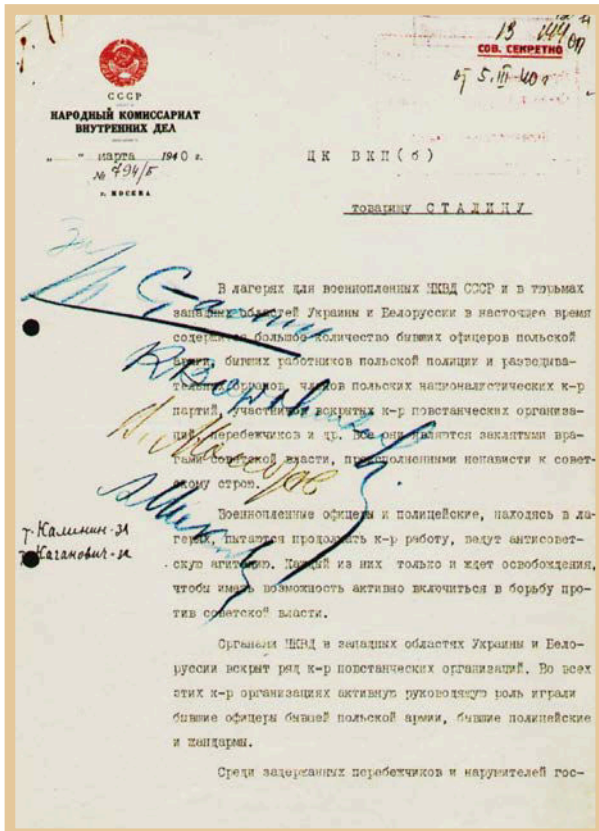 13 144 оп
СОВ. СЕКРЕТНО
от 5.III-40 г
СССР
НАРОДНЫЙ КОМИССАРИАТ
ВНУТРЕННИХ ДЕЛ
„ " марта 1940 г.
№ 794/Б
г. МОСКВА
ЦК ВКП(б)
товарищу СТАЛИНУ
За
И Сталин
К Ворошилов
В. Молотов
А Микоян
т. Калинин - за
т. Каганович - за
В лагерях для военнопленных НКВД СССР и в тюрьмах
западных областей Украины и Белоруссии в настоящее время
содержится большое количество бывших офицеров польской
армии, бывших работников польской полиции и разведыва-
тельных органов, членов польских националистических к-р
партий, участников вскрытых к-р повстанческих организа-
ций, перебежчиков и др. Все они являются заклятыми вра-
гами советской власти, преисполненными ненависти к совет-
скому строю.
Военнопленные офицеры и полицейские, находясь в ла-
герях, пытаются продолжать к-р работу, ведут антисовет-
скую агитацию. Каждый из них только и ждет освобождения,
чтобы иметь возможность активно включиться в борьбу про-
тив советской власти.
Органами НКВД в западных областях Украины и Бело-
руссии вскрыт ряд к-р повстанческих организаций. Во всех
этих к-р организациях активную руководящую роль играли
бывшие офицеры бывшей польской армии, бывшие полицейские
и жандармы.
Среди задержанных перебежчиков и нарушителей гос-